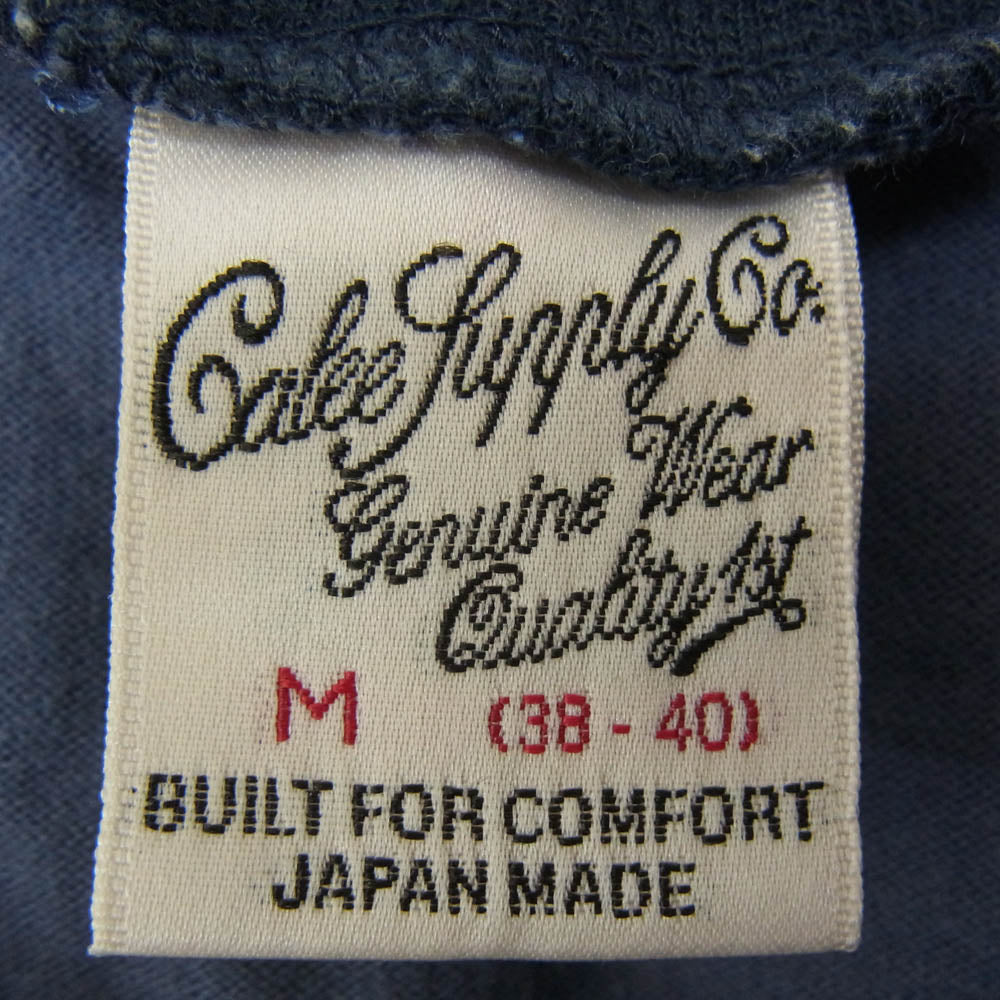 Calee Supply Co.
Genuine Wear
Quality 1st
M (38 - 40)
BUILT FOR COMFORT
JAPAN MADE